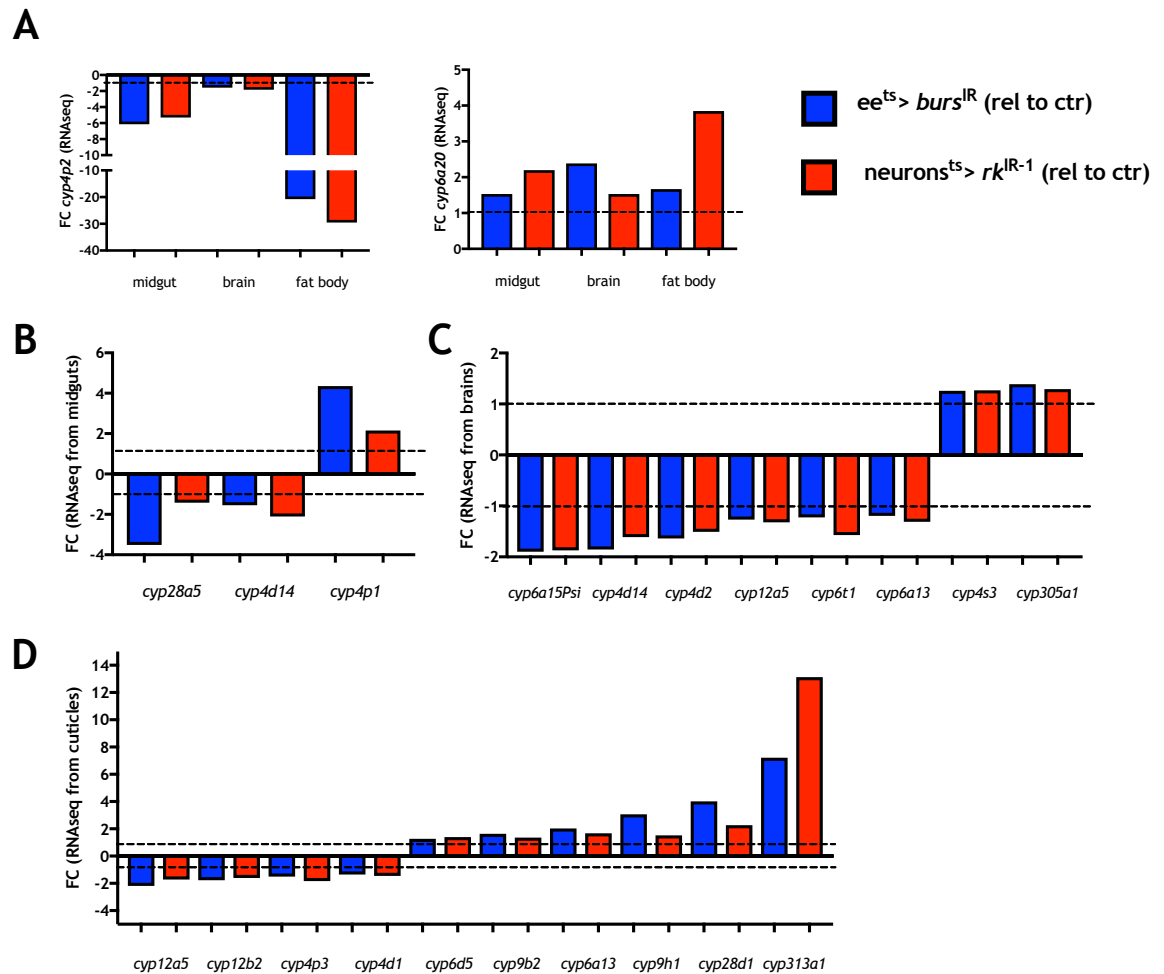 A
FC cyp4p2 (RNAseq)
0
-2
-4
-6
-8
-10
-10
-20
-30
-40
midgut brain fat body
FC cyp6a20 (RNAseq)
5
4
3
2
1
0
midgut brain fat body
eets> bursIR (rel to ctr)
neuronsts> rkIR-1 (rel to ctr)
B
FC (RNAseq from midguts)
6
4
2
0
-2
-4
cyp28a5 cyp4d14 cyp4p1
C
FC (RNAseq from brains)
2
1
0
-1
-2
cyp6a15Psi cyp4d14 cyp4d2 cyp12a5 cyp6t1 cyp6a13 cyp4s3 cyp305a1
D
FC (RNAseq from cuticles)
14
12
10
8
6
4
2
0
-2
-4
cyp12a5 cyp12b2 cyp4p3 cyp4d1 cyp6d5 cyp9b2 cyp6a13 cyp9h1 cyp28d1 cyp313a1